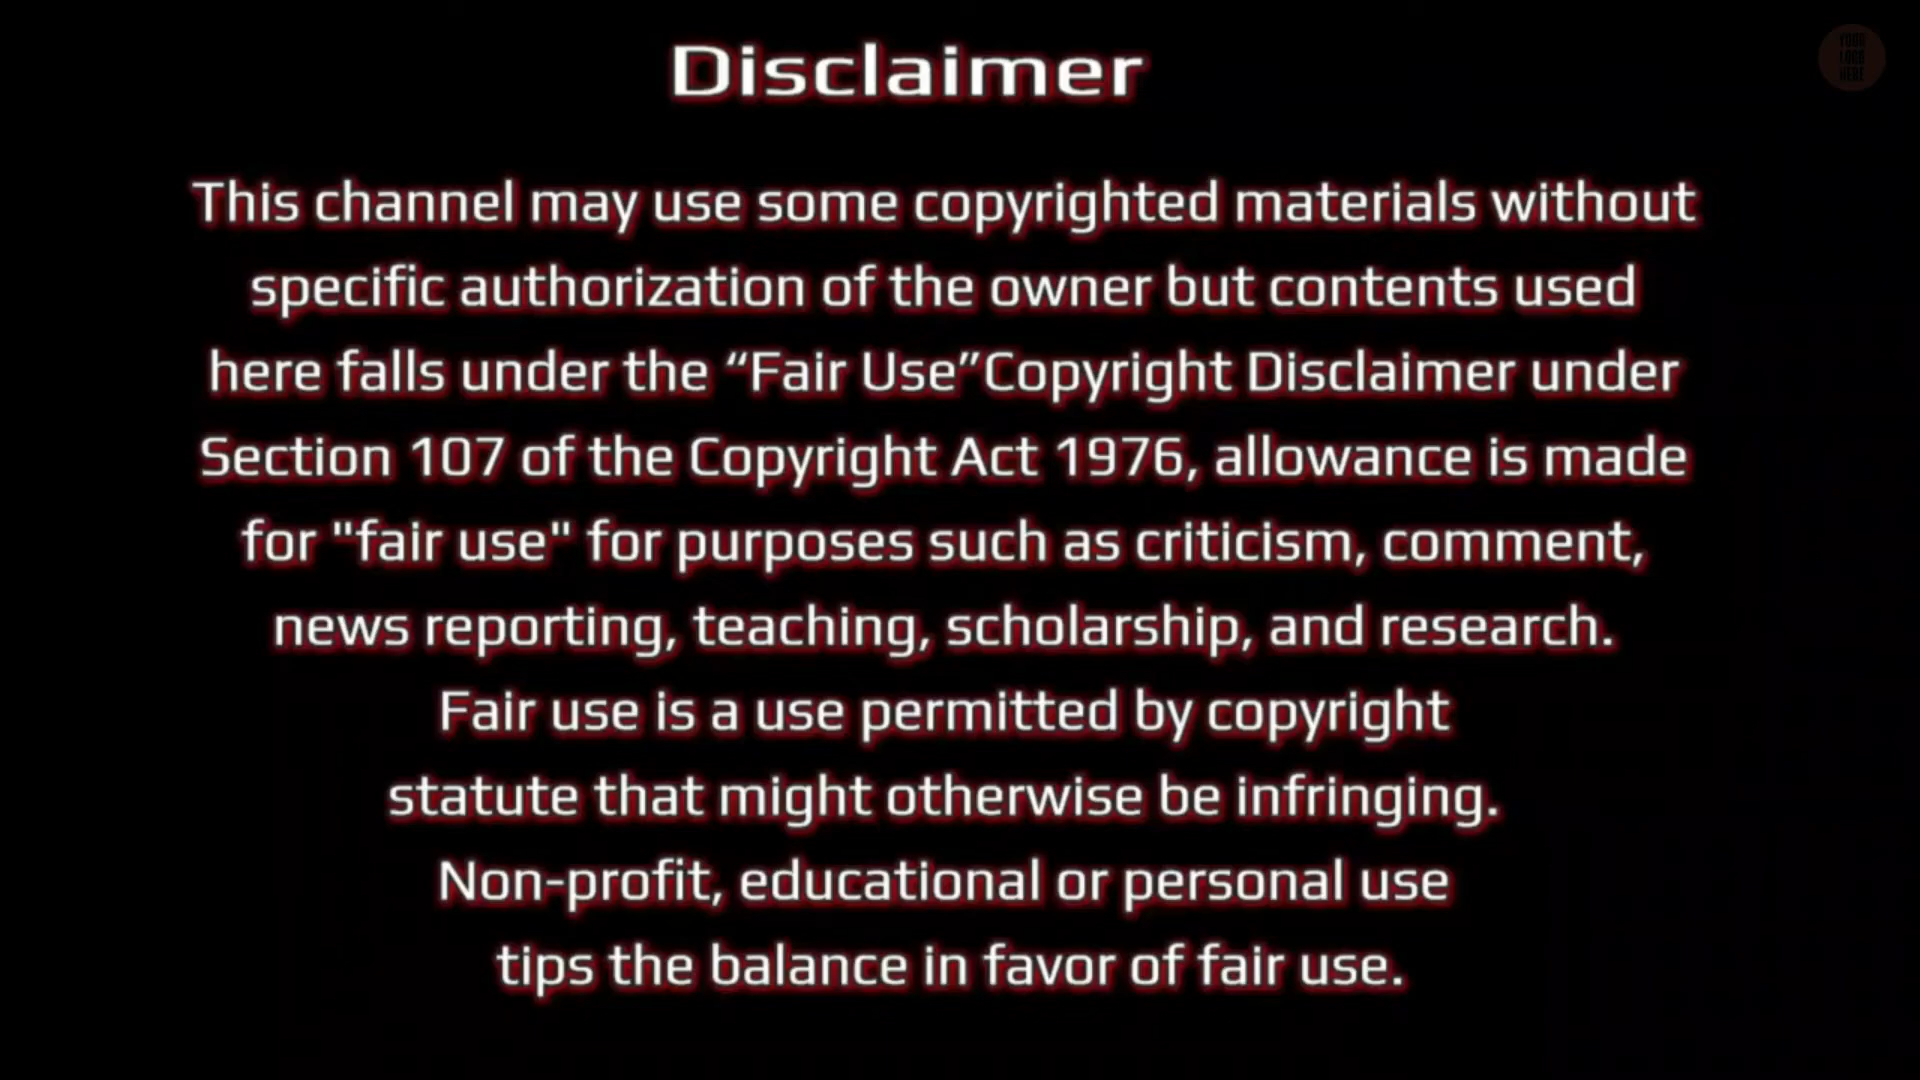 Disclaimer
YOUR
LOGO
HERE
This channel may use some copyrighted materials without
specific authorization of the owner but contents used
here falls under the “Fair Use”Copyright Disclaimer under
Section 107 of the Copyright Act 1976, allowance is made
for "fair use" for purposes such as criticism, comment,
news reporting, teaching, scholarship, and research.
Fair use is a use permitted by copyright
statute that might otherwise be infringing.
Non-profit, educational or personal use
tips the balance in favor of fair use.